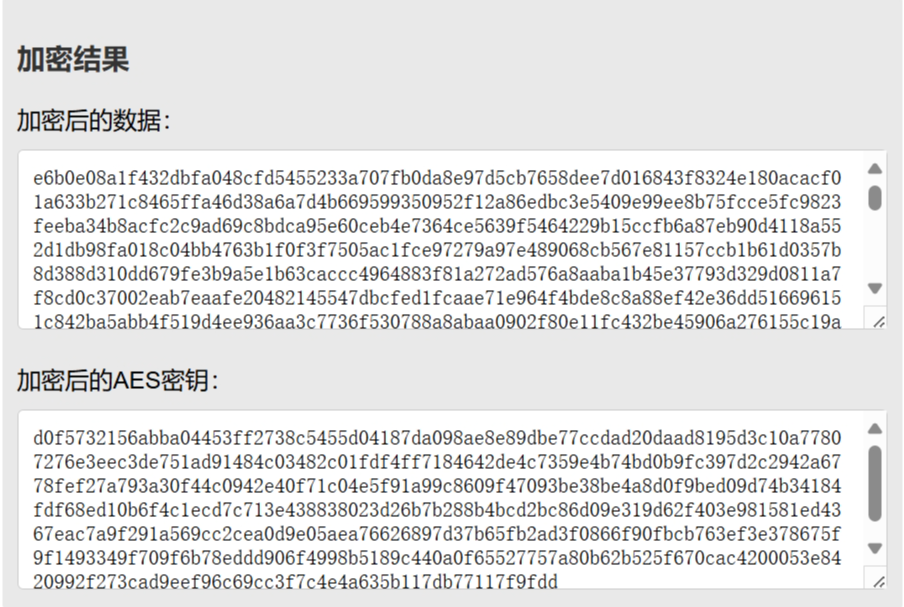 加密结果
加密后的数据：
e6b0e08a1f432dbfa048cfd5455233a707fb0da8e97d5cb7658dee7d016843f8324e180acacf0
1a633b271c8465ffa46d38a6a7d4b669599350952f12a86edbc3e5409e99ee8b75fcce5fc9823
feeba34b8acfc2c9ad69c8bdca95e60ceb4e7364ce5639f5464229b15ccfb6a87eb90d4118a55
2d1db98fa018c04bb4763b1f0f3f7505ac1fce97279a97e489068cb567e81157ccb1b61d0357b
8d388d310dd679fe3b9a5e1b63caccc4964883f81a272ad576a8aaba1b45e37793d329d0811a7
f8cd0c37002eab7eaafe20482145547dbcfed1fcaae71e964f4bde8c8a88ef42e36dd51669615
1c842ba5abb4f519d4ee936aa3c7736f530788a8abaa0902f80e11fc432be45906a276155c19a
加密后的AES密钥：
d0f5732156abba04453ff2738c5455d04187da098ae8e89dbe77ccdad20daad8195d3c10a7780
7276e3eec3de751ad91484c03482c01fdf4ff7184642de4c7359e4b74bd0b9fc397d2c2942a67
78fef27a793a30f44c0942e40f71c04e5f91a99c8609f47093be38be4a8d0f9bed09d74b34184
fdf68ed10b6f4c1ecd7c713e438838023d26b7b288b4bcd2bc86d09e319d62f403e981581ed43
67eac7a9f291a569cc2cea0d9e05aea76626897d37b65fb2ad3f0866f90fbcb763ef3e378675f
9f1493349f709f6b78eddd906f4998b5189c440a0f65527757a80b62b525f670cac4200053e84
20992f273cad9eef96c69cc3f7c4e4a635b117db77117f9fdd